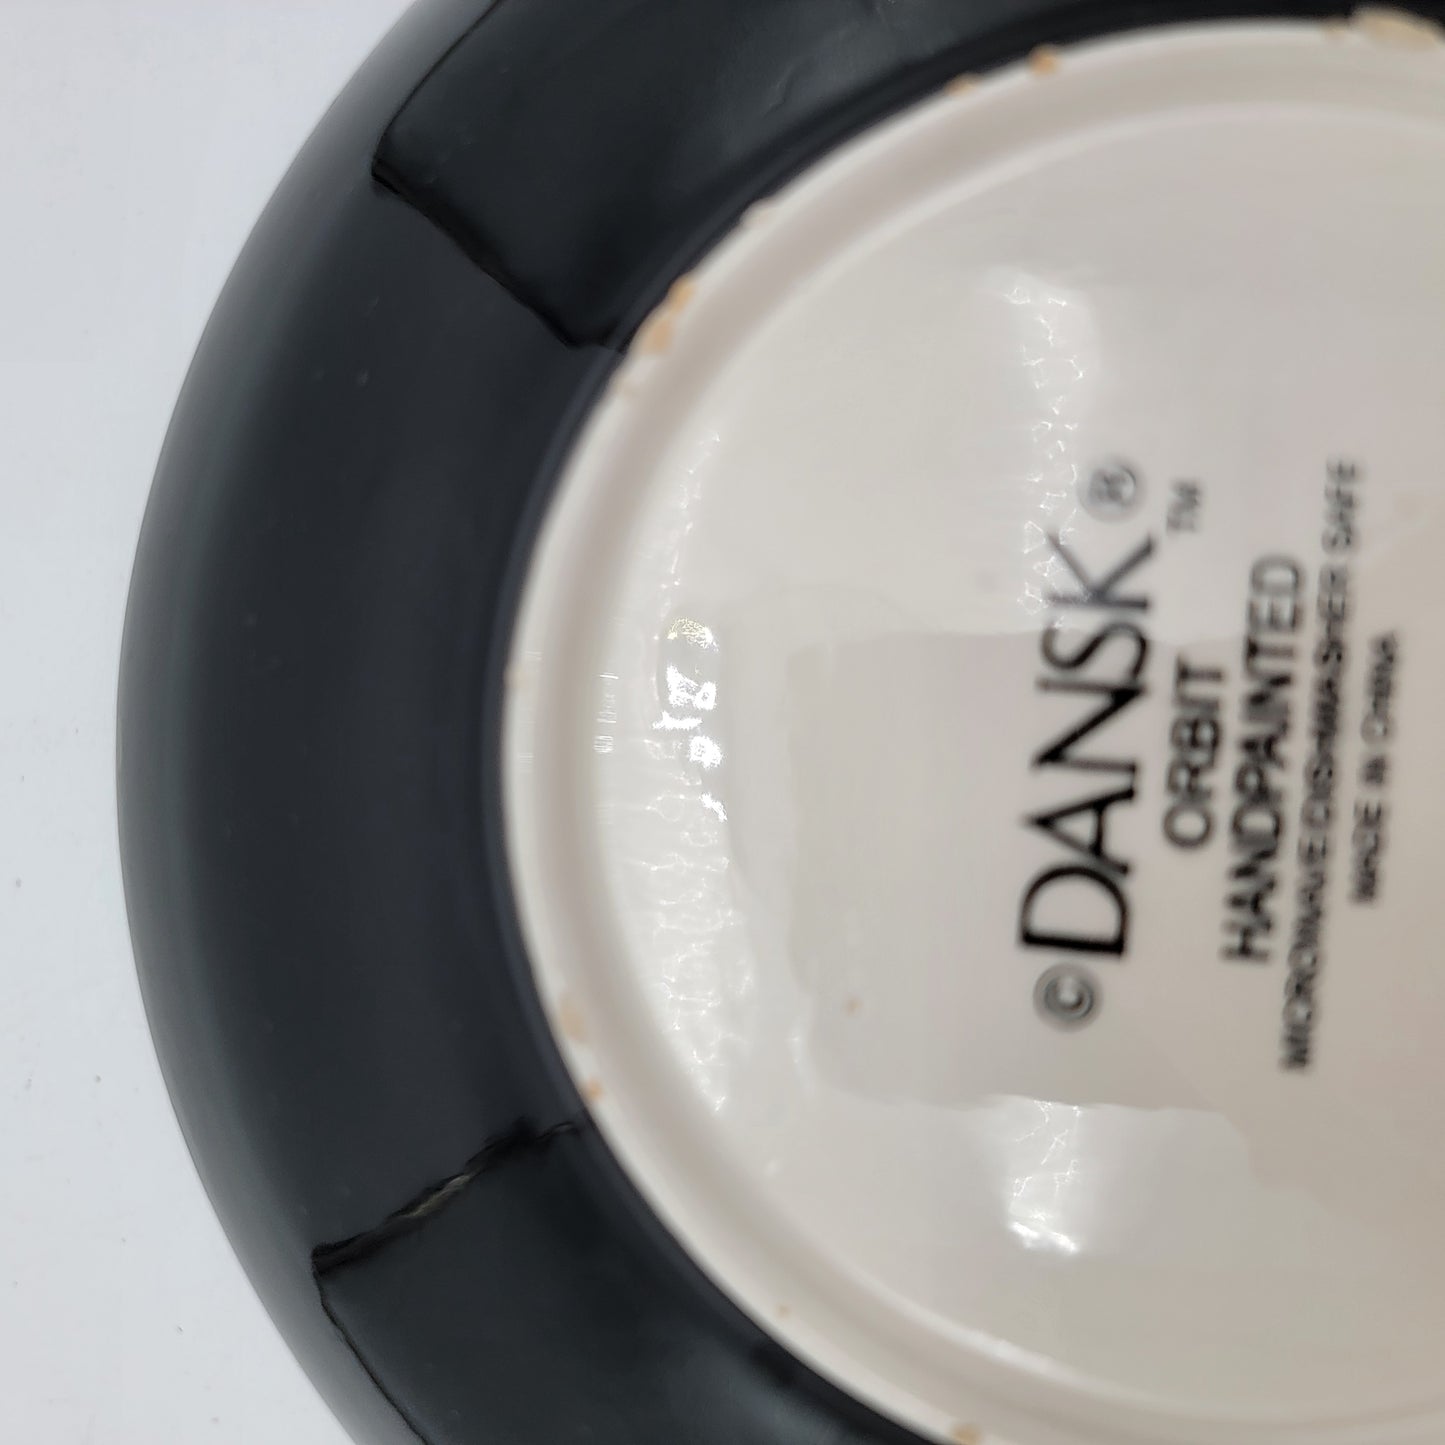 ©DANSK®
ORBIT™
HANDPAINTED
MICROWAVE/DISHWASHER SAFE
MADE IN CHINA